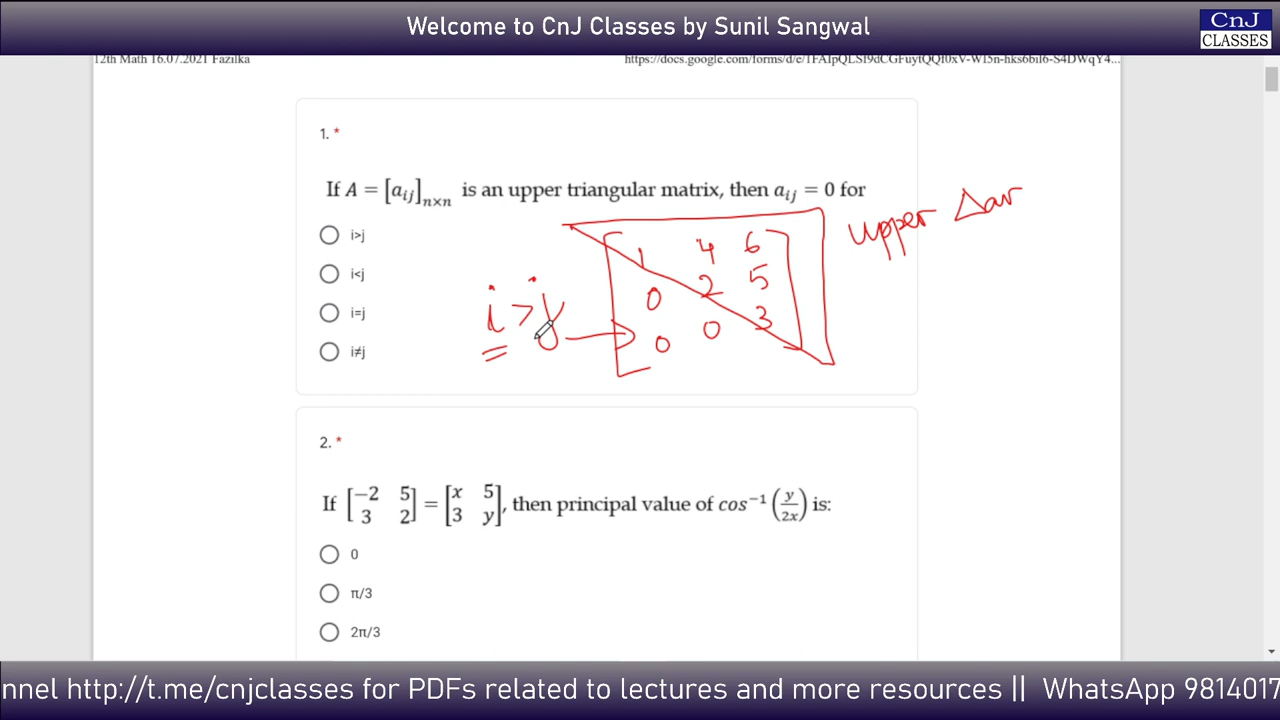 Welcome to CnJ Classes by Sunil Sangwal
CnJ
CLASSES
12th Math 16.07.2021 Fazilka
1. *
If A = [aij]n×n is an upper triangular matrix, then aij = 0 for
i>j
i<j
i=j
i≠j
upper Δar
1 4 6
0 2 5
0 0 3
i > j
2. *
If [−2 5 3 2] = [x 5 3 y], then principal value of cos⁻¹(y/2x) is:
0
π/3
2π/3
nnel http://t.me/cnjclasses for PDFs related to lectures and more resources || WhatsApp 9814017